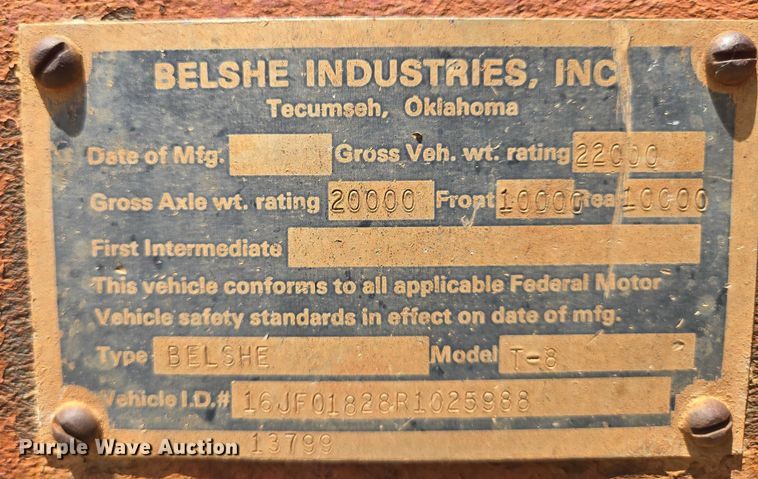 BELSHE INDUSTRIES, INC
Tecumseh, Oklahoma
Date of Mfg. Gross Veh. wt. rating 22000
Gross Axle wt. rating 20000 Front 10000 Rear 10000
First Intermediate
This vehicle conforms to all applicable Federal Motor
Vehicle safety standards in effect on date of mfg.
Type BELSHE Model T-8
Vehicle I.D.# 16JF01828R1025988
13799
Purple Wave Auction